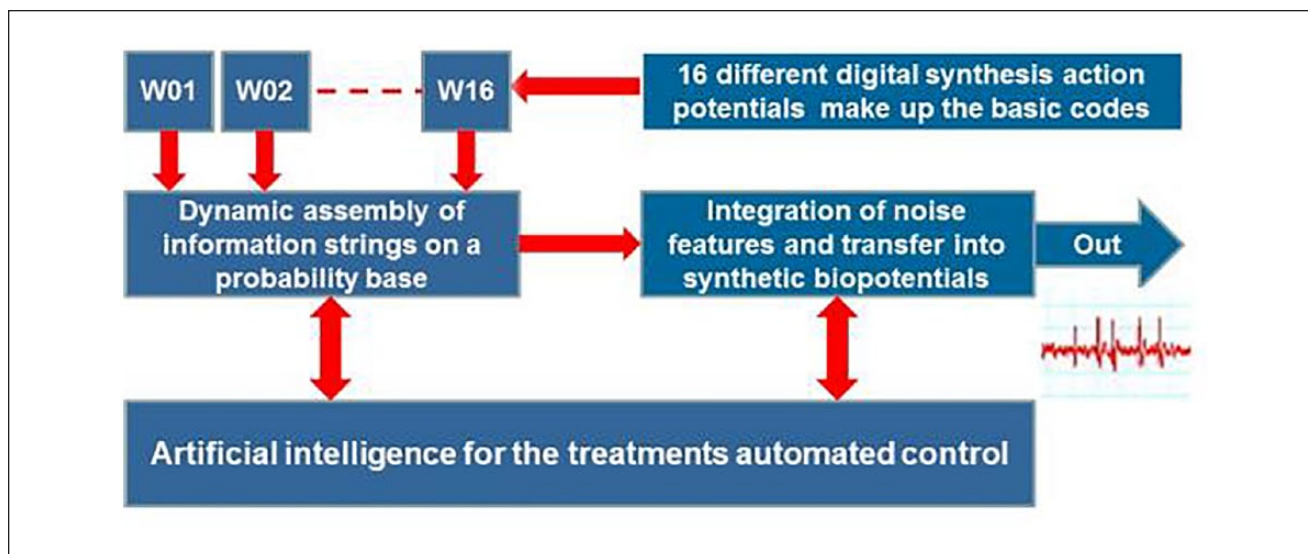 W01
W02
W16
16 different digital synthesis action
potentials make up the basic codes
Dynamic assembly of
information strings on a
probability base
Integration of noise
features and transfer into
synthetic biopotentials
Out
Artificial intelligence for the treatments automated control